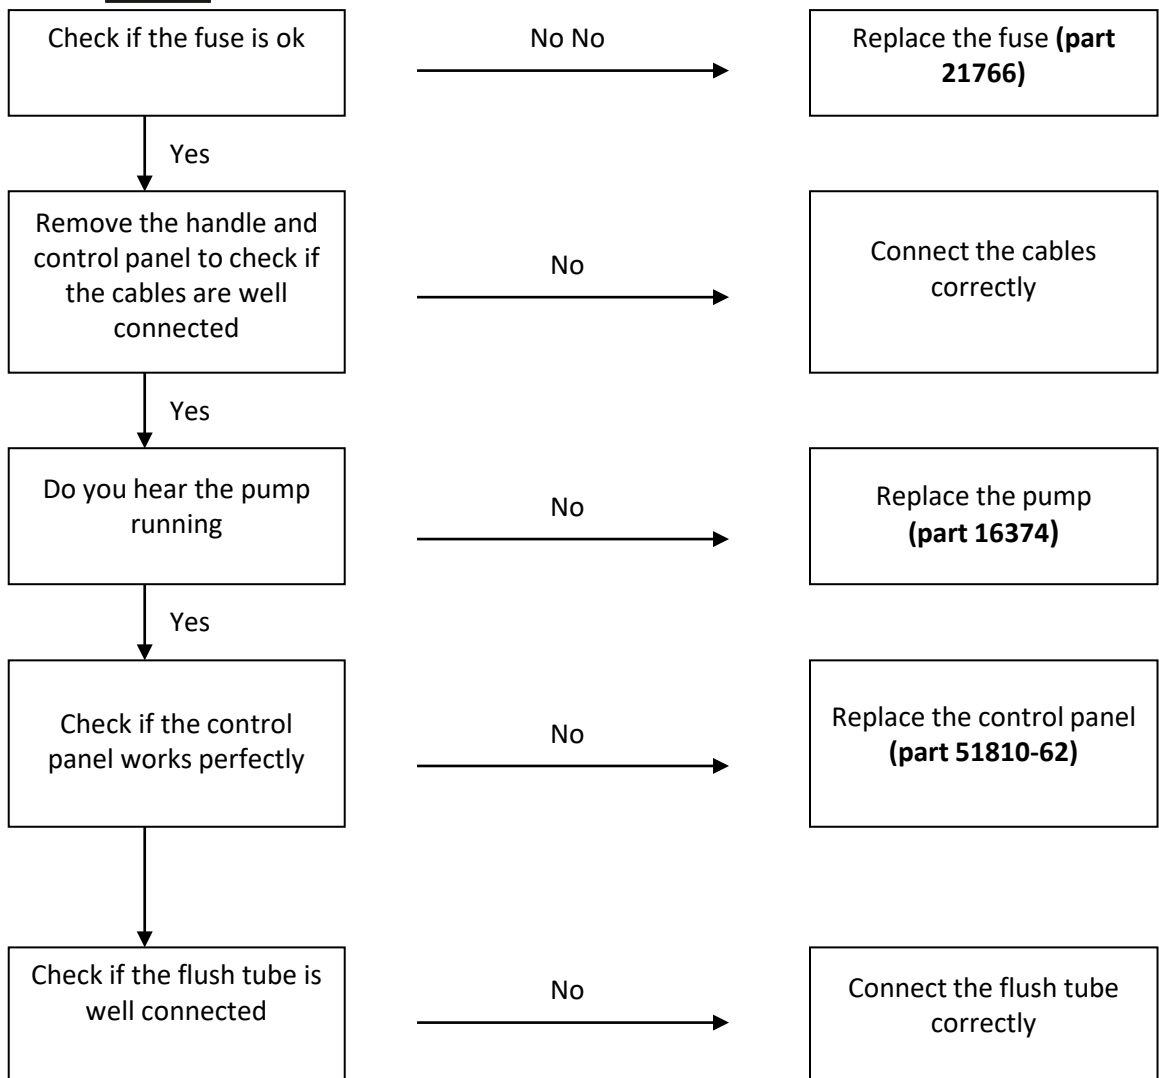 Check if the fuse is ok
No No
Replace the fuse (part
21766)
Yes
Remove the handle and
control panel to check if
the cables are well
connected
No
Connect the cables
correctly
Yes
Do you hear the pump
running
No
Replace the pump
(part 16374)
Yes
Check if the control
panel works perfectly
No
Replace the control panel
(part 51810-62)
Check if the flush tube is
well connected
No
Connect the flush tube
correctly